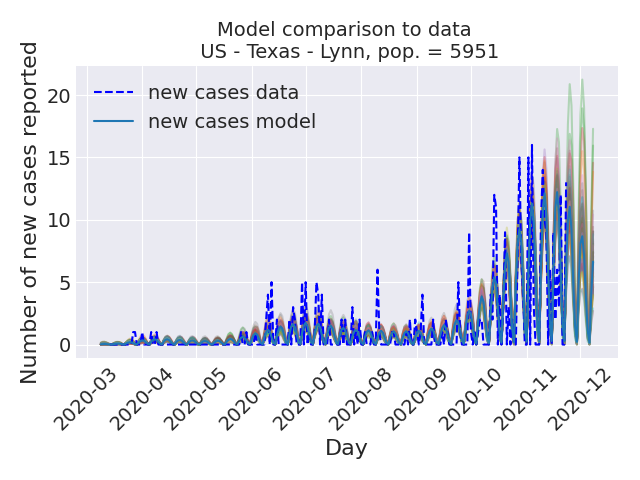 Model comparison to data
US - Texas - Lynn, pop. = 5951
Number of new cases reported
new cases data
new cases model
20
15
10
5
0
2020-03
2020-04
2020-05
2020-06
2020-07
2020-08
2020-09
2020-10
2020-11
2020-12
Day